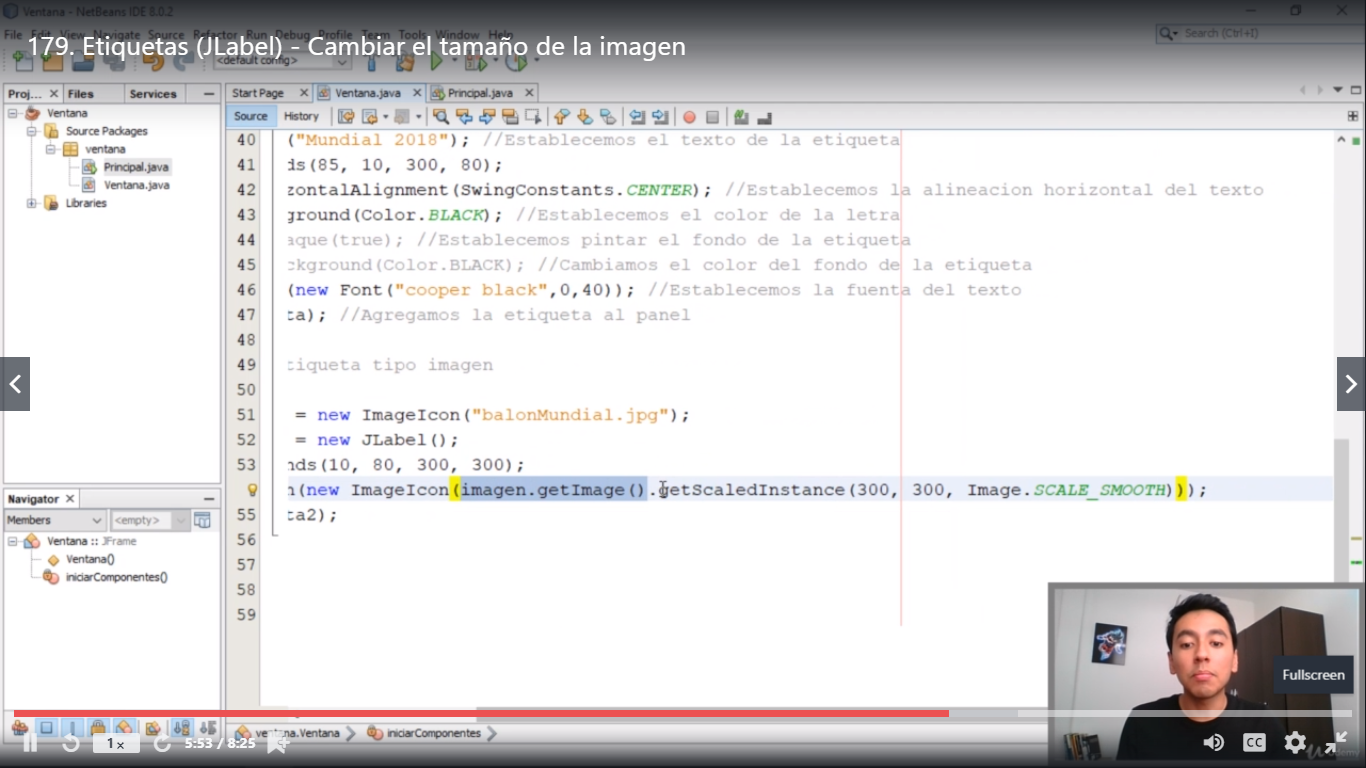 Ventana - NetBeans IDE 8.0.2
File Edit View Navigate Source Refactor Run Debug Profile Team Tools Window Help
Search (Ctrl+I)
179. Etiquetas (JLabel) - Cambiar el tamaño de la imagen
<default config>
Proj... Files Services
Start Page Ventana.java Principal.java
Source History
Ventana
Source Packages
ventana
Principal.java
Ventana.java
Libraries
40 ("Mundial 2018"); //Establecemos el texto de la etiqueta
41 ds(85, 10, 300, 80);
42 zontalAlignment(SwingConstants.CENTER); //Establecemos la alineacion horizontal del texto
43 ground(Color.BLACK); //Establecemos el color de la letra
44 aque(true); //Establecemos pintar el fondo de la etiqueta
45 ckground(Color.BLACK); //Cambiamos el color del fondo de la etiqueta
46 (new Font("cooper black",0,40)); //Establecemos la fuenta del texto
47 ta); //Agregamos la etiqueta al panel
48
49 tiqueta tipo imagen
50
51 = new ImageIcon("balonMundial.jpg");
52 = new JLabel();
53 nds(10, 80, 300, 300);
n(new ImageIcon(imagen.getImage().getScaledInstance(300, 300, Image.SCALE_SMOOTH)));
55 ta2);
56
57
58
59
Navigator
Members <empty>
Ventana :: JFrame
Ventana()
iniciarComponentes()
Fullscreen
ventana.Ventana iniciarComponentes
1x 5:53 / 8:25 CC